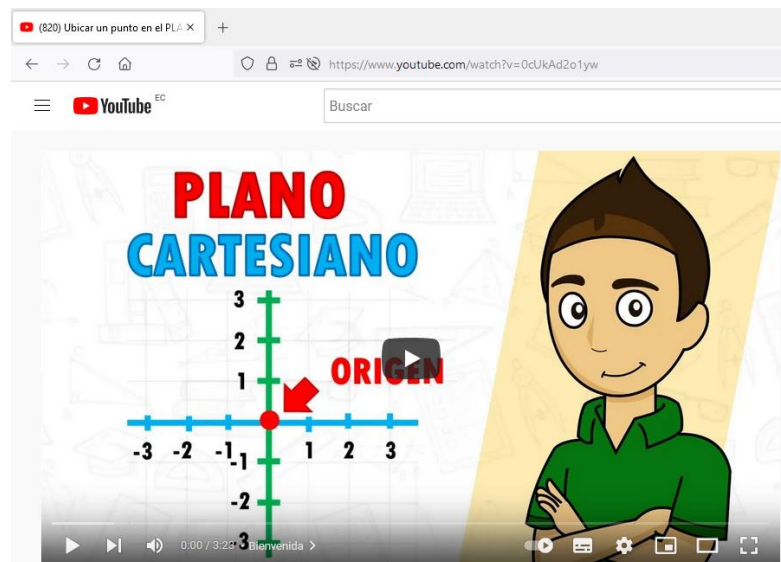 (820) Ubicar un punto en el PLA
https://www.youtube.com/watch?v=0cUkAd2o1yw
YouTube EC
Buscar
PLANO
CARTESIANO
3
2
1
ORIGEN
-3 -2 -1 1 2 3
-1
-2
-3
0:00 / 3:23 • Bienvenida >